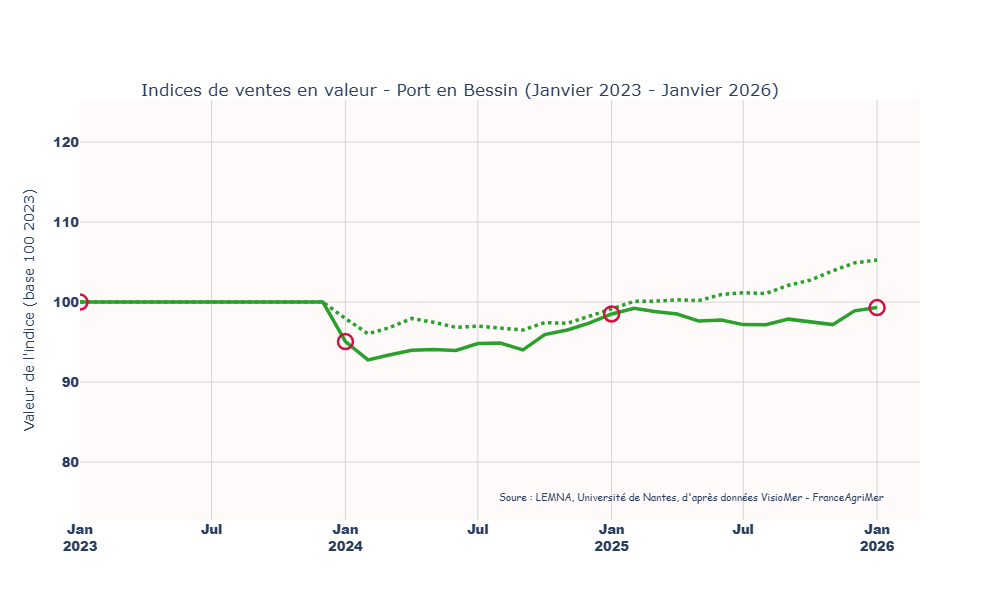 Indices de ventes en valeur - Port en Bessin (Janvier 2023 - Janvier 2026)
Valeur de l'indice (base 100 2023)
120
110
100
90
80
Soure : LEMNA, Université de Nantes, d'après données VisioMer - FranceAgriMer
Jan
2023
Jul
Jan
2024
Jul
Jan
2025
Jul
Jan
2026